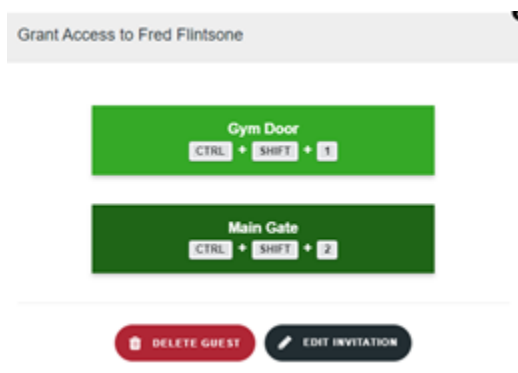 Grant Access to Fred Flintsone
Gym Door
CTRL + SHIFT + 1
Main Gate
CTRL + SHIFT + 2
DELETE GUEST
EDIT INVITATION